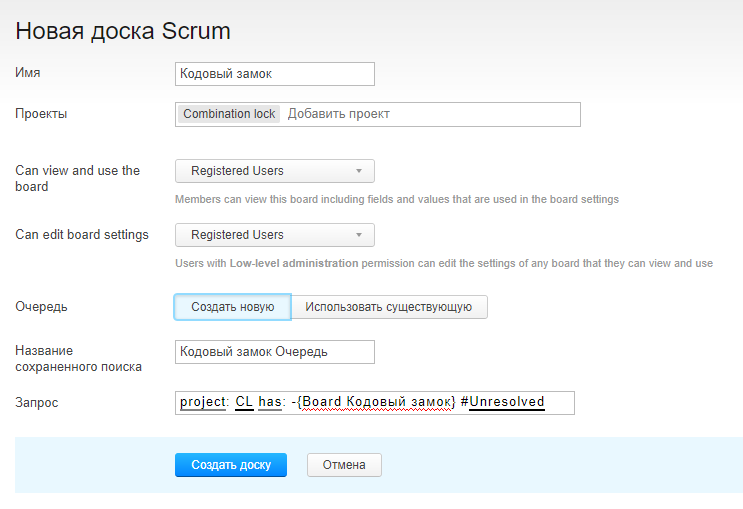 Новая доска Scrum
Имя
Кодовый замок
Проекты
Combination lock Добавить проект
Can view and use the
board
Registered Users
Members can view this board including fields and values that are used in the board settings
Can edit board settings
Registered Users
Users with Low-level administration permission can edit the settings of any board that they can view and use
Очередь
Создать новую Использовать существующую
Название
сохраненного поиска
Кодовый замок Очередь
Запрос
project: CL has: -{Board Кодовый замок} #Unresolved
Создать доску Отмена